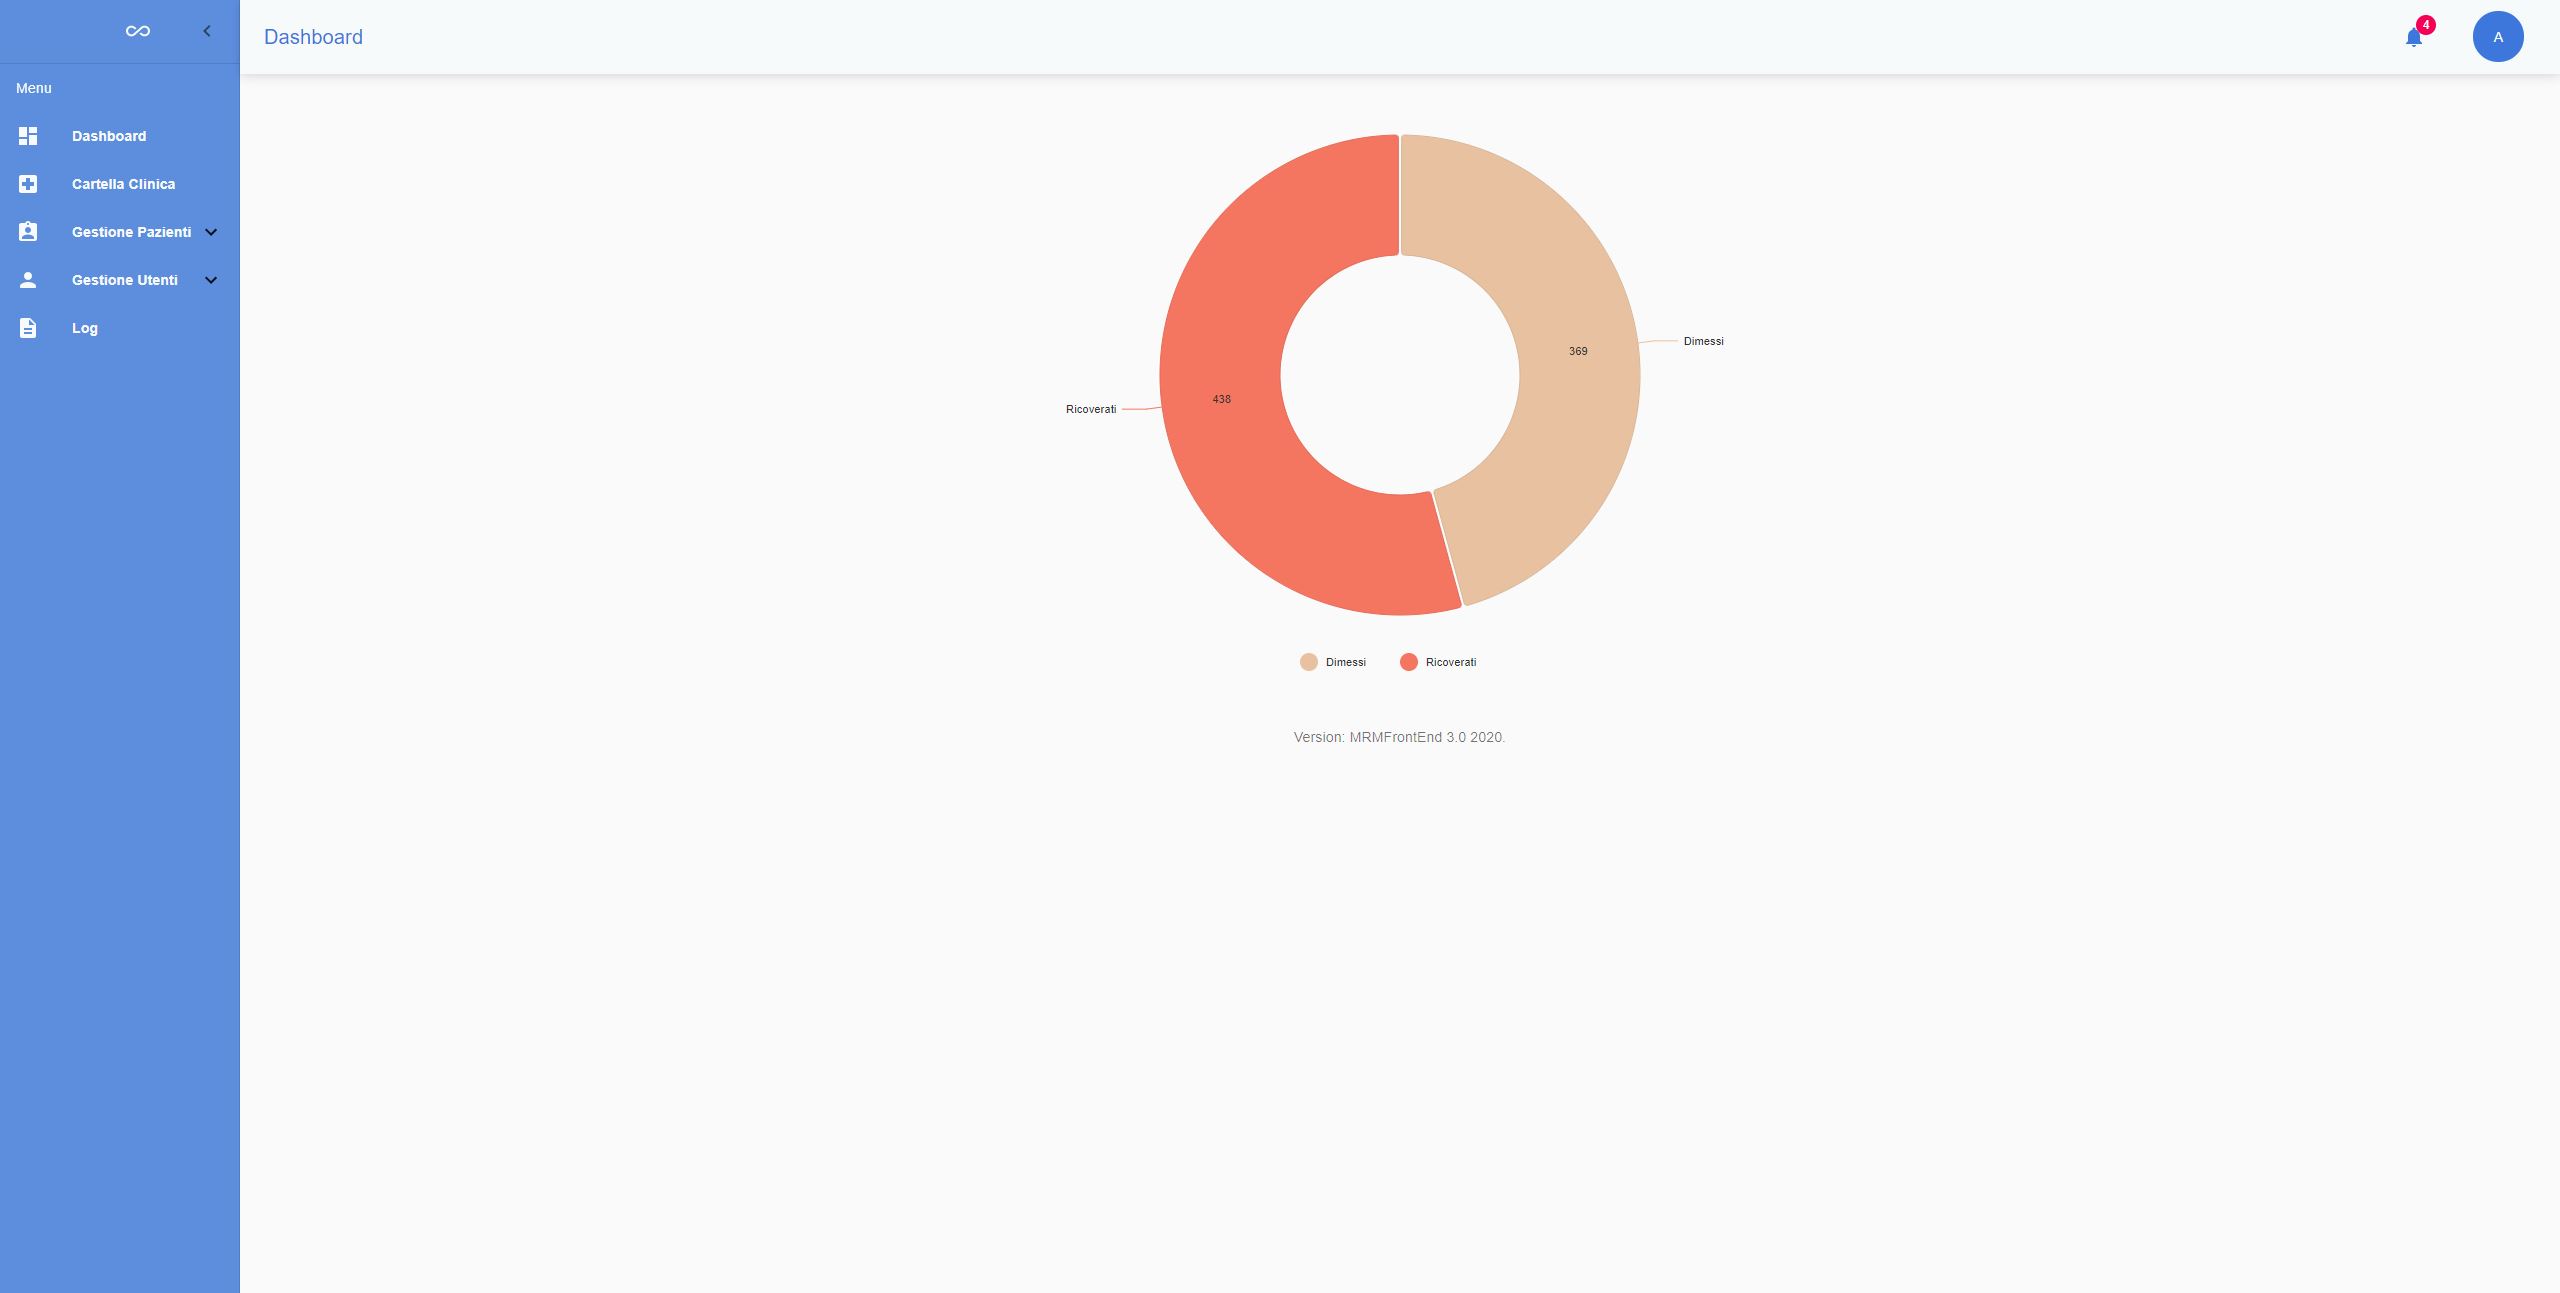 Menu
Dashboard
Cartella Clinica
Gestione Pazienti
Gestione Utenti
Log
Dashboard
4
A
369
Dimessi
438
Ricoverati
Dimessi
Ricoverati
Version: MRMFrontEnd 3.0 2020.